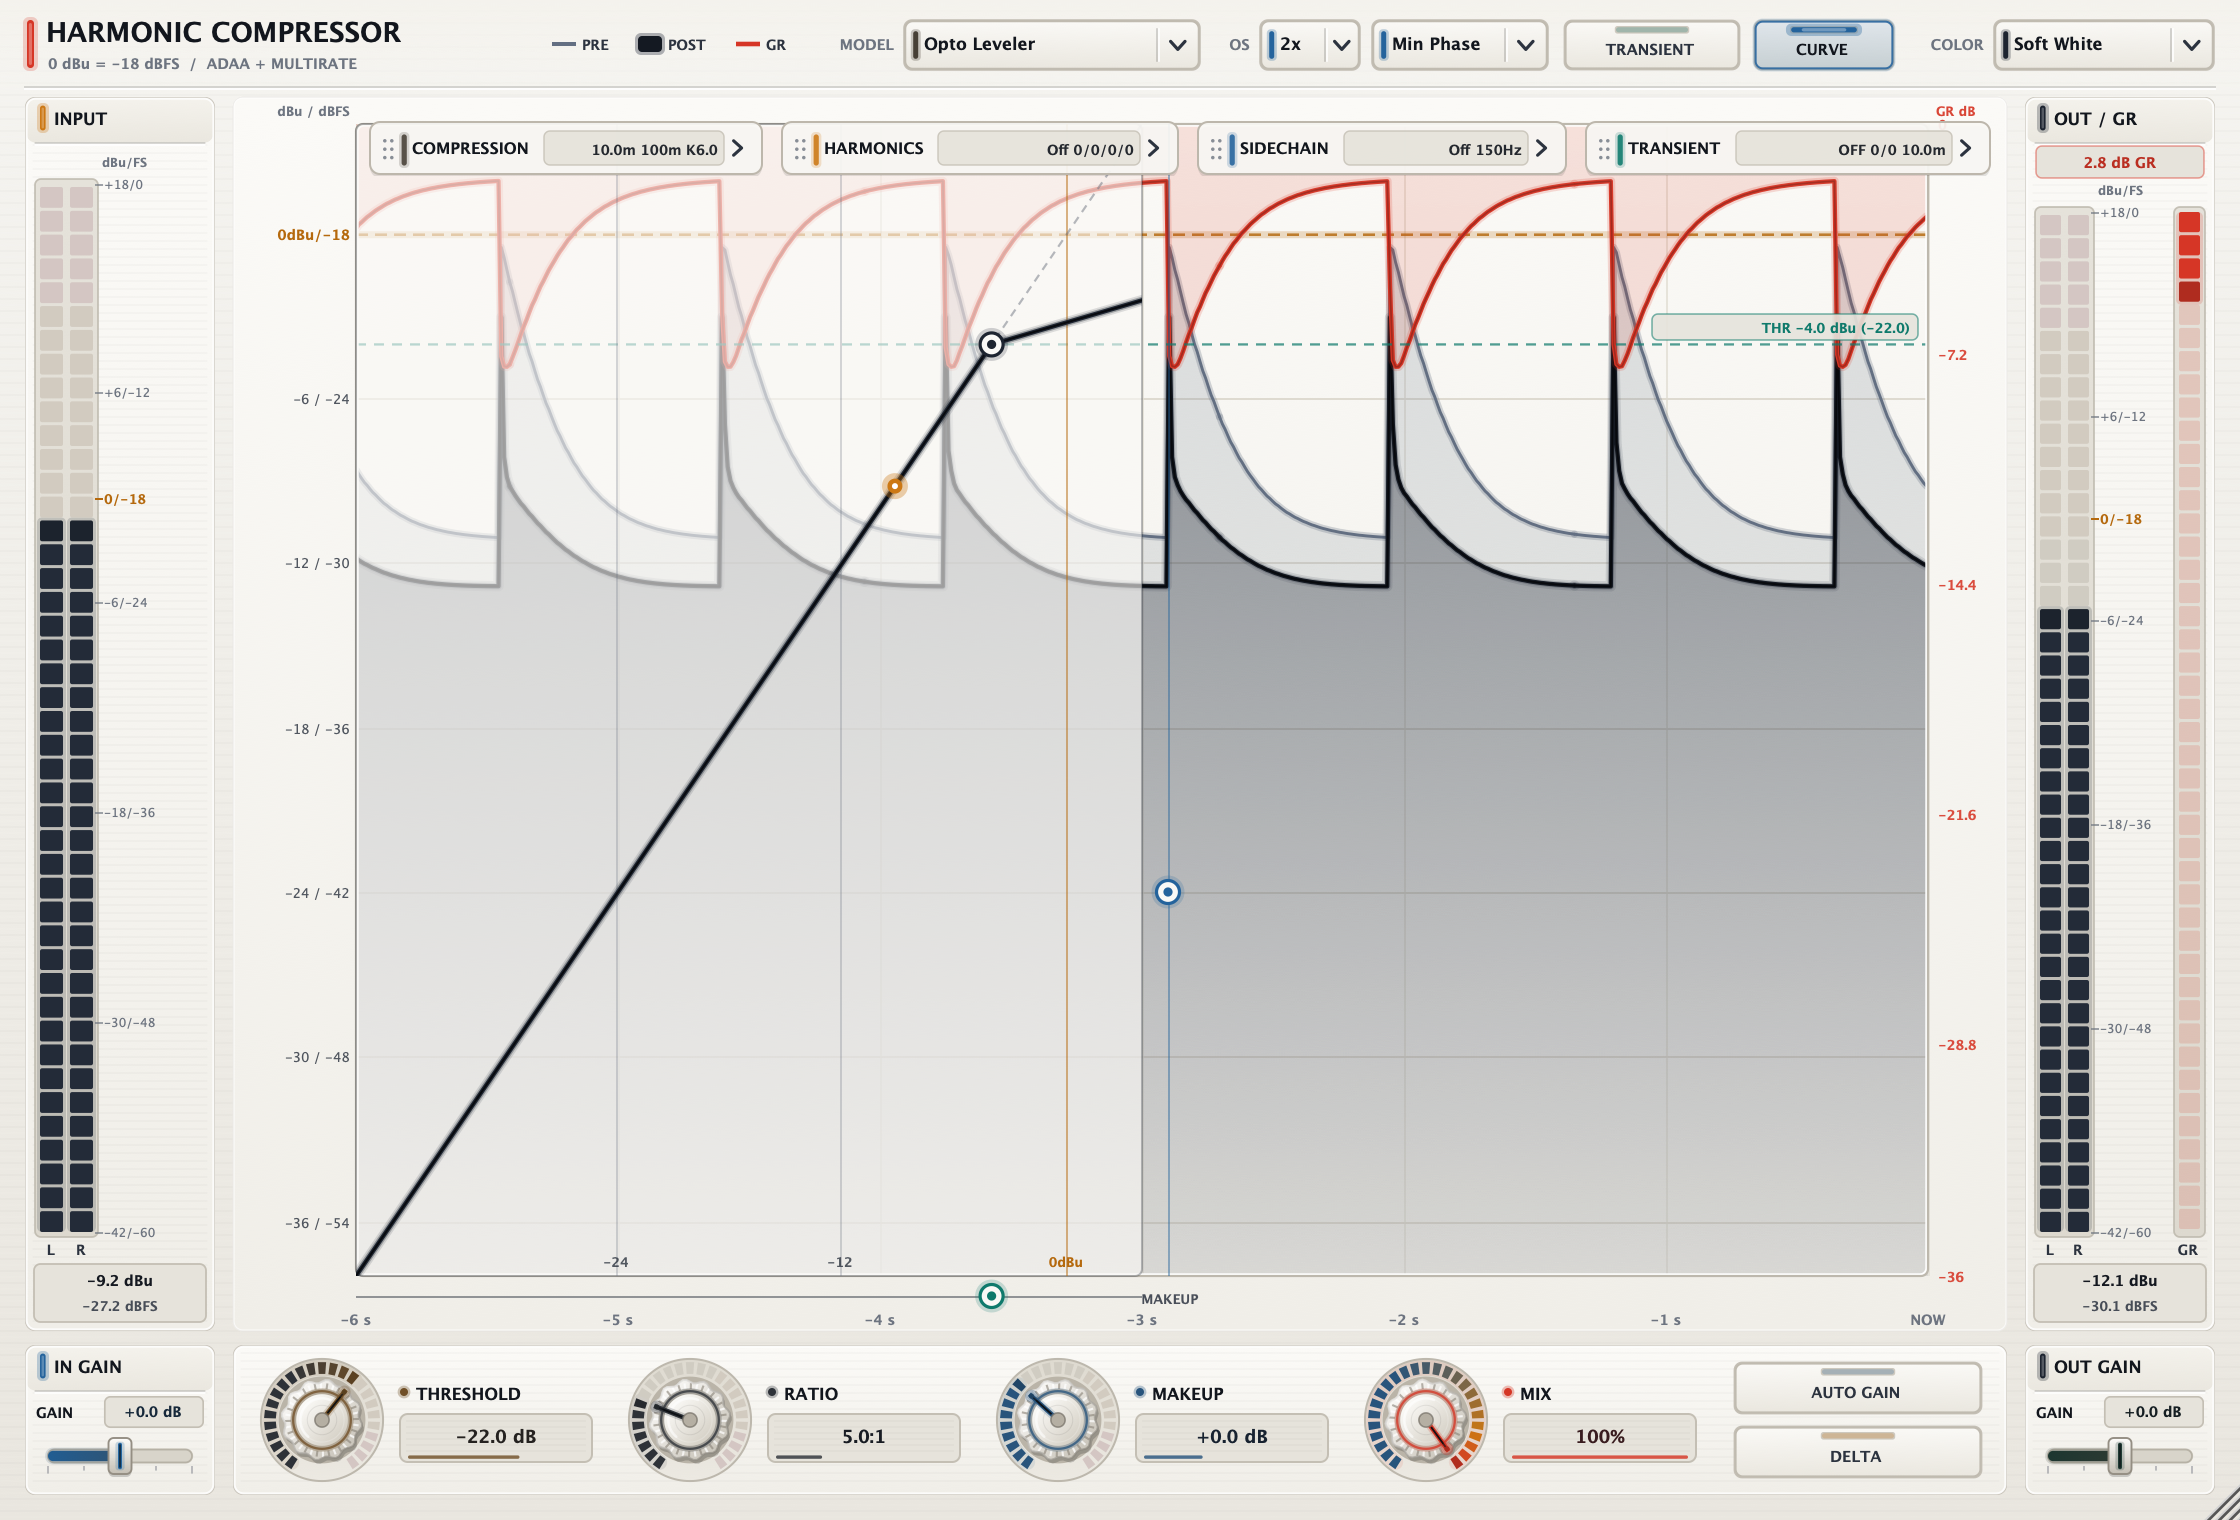 HARMONIC COMPRESSOR
0 dBu = -18 dBFS / ADAA + MULTIRATE
PRE POST GR
MODEL Opto Leveler
OS 2x Min Phase
TRANSIENT
CURVE
COLOR Soft White
INPUT
dBu/FS
+18/0
+6/-12
0/-18
-6/-24
-18/-36
-30/-48
-42/-60
L R
-9.2 dBu
-27.2 dBFS
dBu / dBFS
GR dB
COMPRESSION 10.0m 100m K6.0
HARMONICS Off 0/0/0/0
SIDECHAIN Off 150Hz
TRANSIENT OFF 0/0 10.0m
0dBu/-18
-6 / -24
-12 / -30
-18 / -36
-24 / -42
-30 / -48
-36 / -54
THR -4.0 dBu (-22.0)
-7.2
-14.4
-21.6
-28.8
-36
-24 -12 0dBu
MAKEUP
-6 s -5 s -4 s -3 s -2 s -1 s NOW
OUT / GR
2.8 dB GR
dBu/FS
+18/0
+6/-12
0/-18
-6/-24
-18/-36
-30/-48
-42/-60
L R GR
-12.1 dBu
-30.1 dBFS
IN GAIN
GAIN +0.0 dB
THRESHOLD
-22.0 dB
RATIO
5.0:1
MAKEUP
+0.0 dB
MIX
100%
AUTO GAIN
DELTA
OUT GAIN
GAIN +0.0 dB